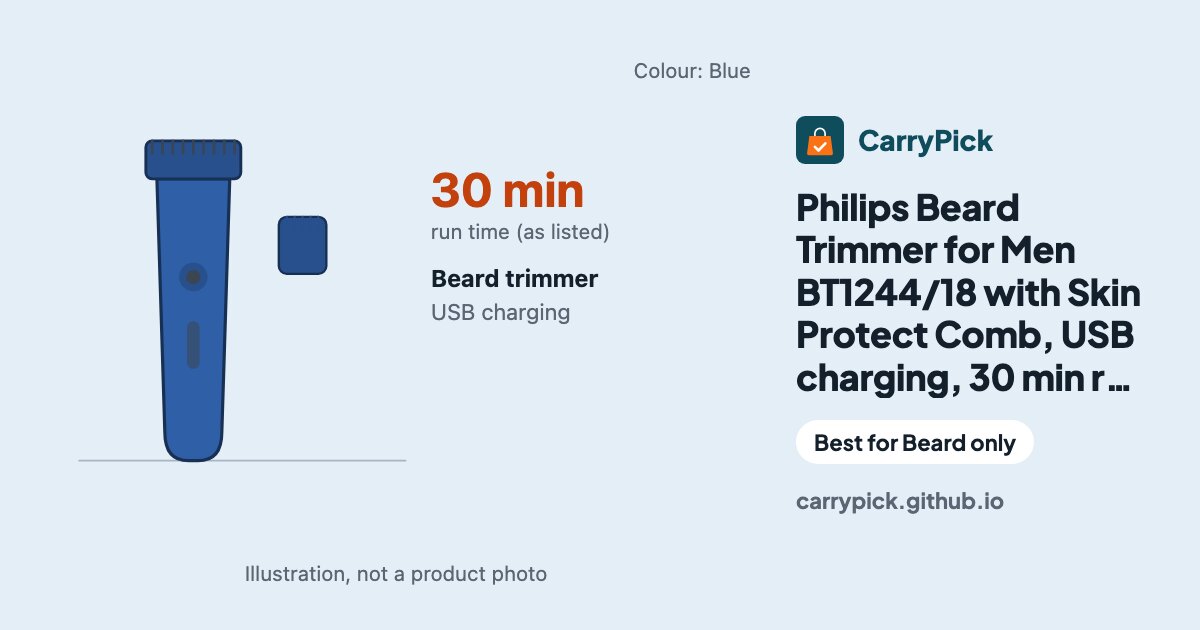 Colour: Blue
30 min
run time (as listed)
Beard trimmer
USB charging
CarryPick
Philips Beard
Trimmer for Men
BT1244/18 with Skin
Protect Comb, USB
charging, 30 min r…
Best for Beard only
carrypick.github.io
Illustration, not a product photo